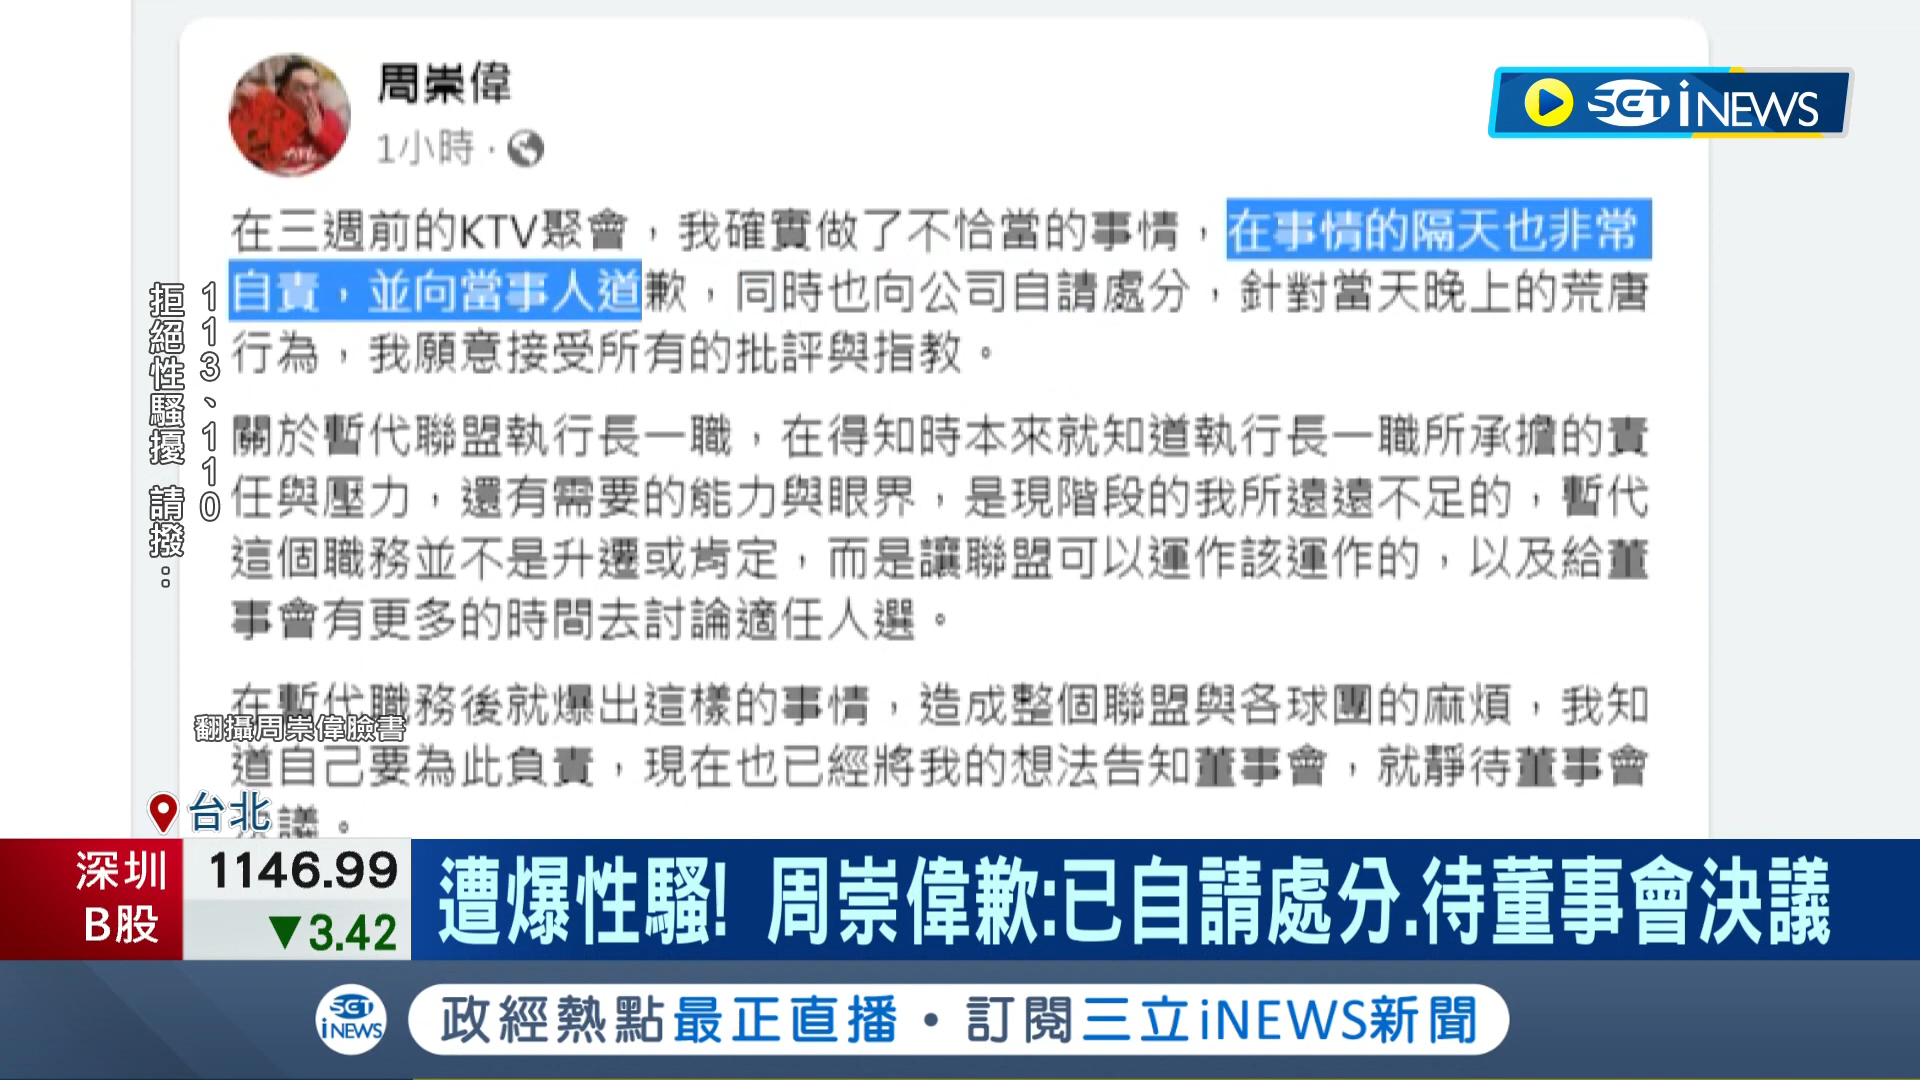 周崇偉
1小時·
SET iNEWS
在三週前的KTV聚會，我確實做了不恰當的事情，在事情的隔天也非常
自責，並向當事人道歉，同時也向公司自請處分，針對當天晚上的荒唐
行為，我願意接受所有的批評與指教。
關於暫代聯盟執行長一職，在得知時本來就知道執行長一職所承擔的責
任與壓力，還有需要的能力與眼界，是現階段的我所遠遠不足的，暫代
這個職務並不是升遷或肯定，而是讓聯盟可以運作該運作的，以及給董
事會有更多的時間去討論適任人選。
在暫代職務後就爆出這樣的事情，造成整個聯盟與各球團的麻煩，我知
道自己要為此負責，現在也已經將我的想法告知董事會，就靜待董事會
決議。
拒絕性騷擾 請撥：
113、110
翻攝周崇偉臉書
台北
深圳
B股
1146.99
▼3.42
遭爆性騷! 周崇偉歉:已自請處分.待董事會決議
SET iNEWS
政經熱點最正直播•訂閱三立iNEWS新聞